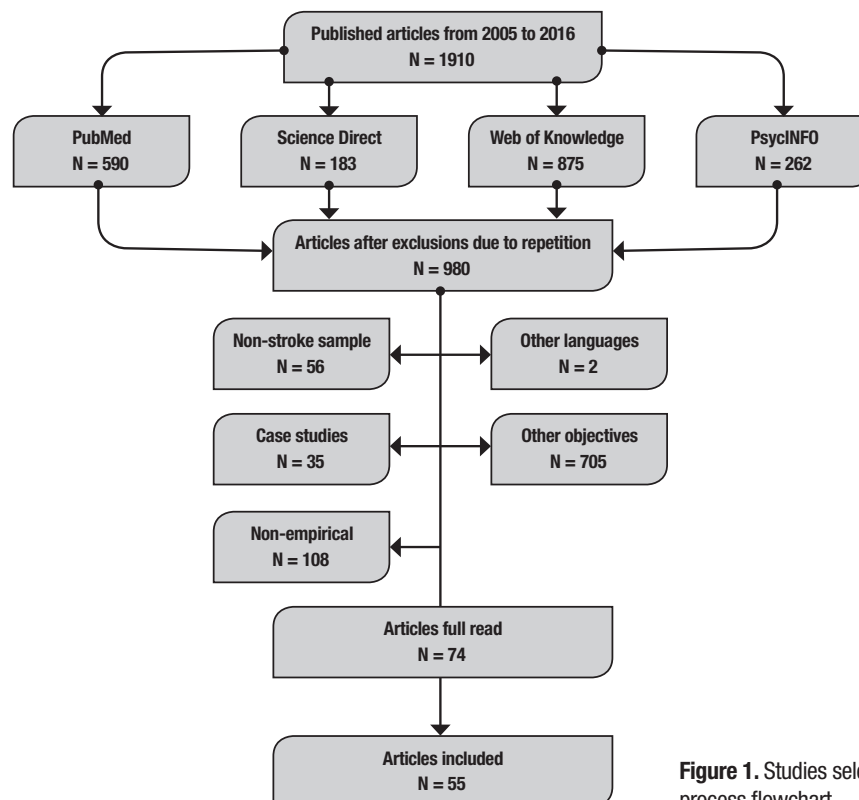 Published articles from 2005 to 2016
N = 1910
PubMed
N = 590
Science Direct
N = 183
Web of Knowledge
N = 875
PsycINFO
N = 262
Articles after exclusions due to repetition
N = 980
Non-stroke sample
N = 56
Other languages
N = 2
Case studies
N = 35
Other objectives
N = 705
Non-empirical
N = 108
Articles full read
N = 74
Articles included
N = 55
Figure 1. Studies
process flowchart